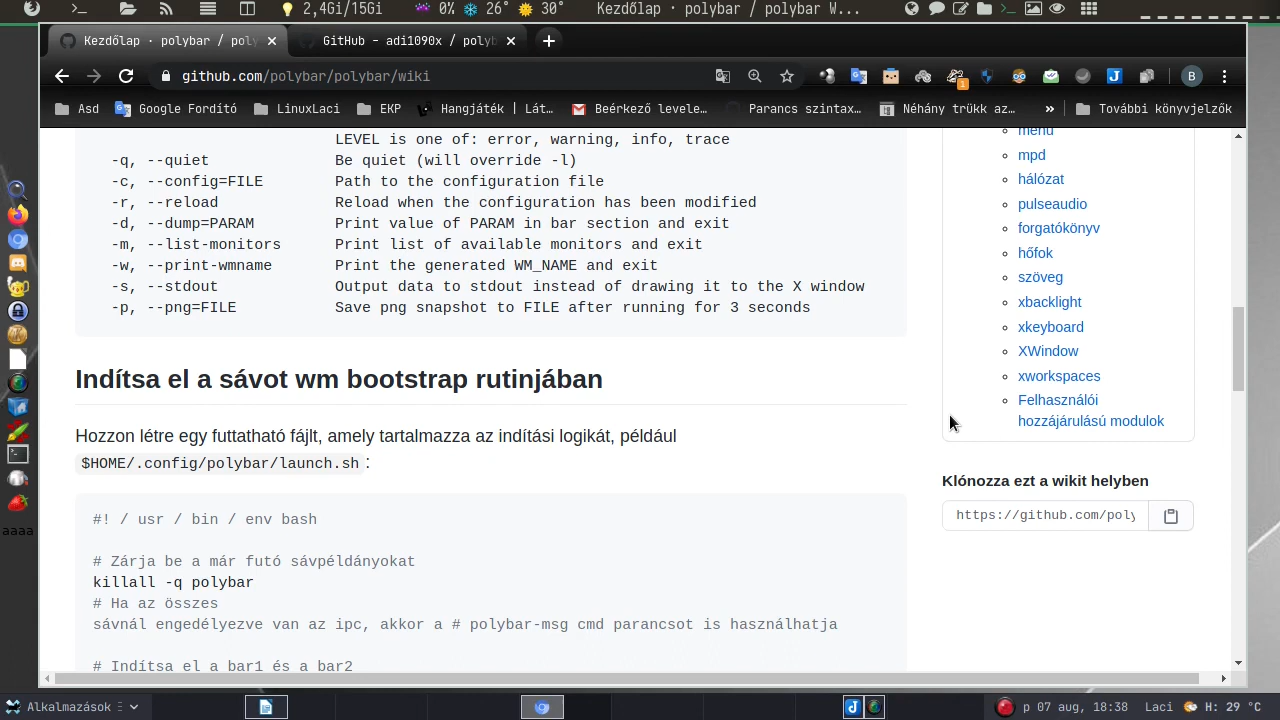 2,4Gi/15Gi 0% 26° 30° Kezdőlap · polybar / polybar W...
Kezdőlap · polybar / poly
GitHub - adi1090x / polyb
github.com/polybar/polybar/wiki
1
B
Asd
Google Fordító
LinuxLaci
EKP
Hangjáték | Lát…
Beérkező levele…
Parancs szintax…
Néhány trükk az…
»
További könyvjelzők
LEVEL is one of: error, warning, info, trace
-q, --quiet Be quiet (will override -l)
-c, --config=FILE Path to the configuration file
-r, --reload Reload when the configuration has been modified
-d, --dump=PARAM Print value of PARAM in bar section and exit
-m, --list-monitors Print list of available monitors and exit
-w, --print-wmname Print the generated WM_NAME and exit
-s, --stdout Output data to stdout instead of drawing it to the X window
-p, --png=FILE Save png snapshot to FILE after running for 3 seconds
Indítsa el a sávot wm bootstrap rutinjában
Hozzon létre egy futtatható fájlt, amely tartalmazza az indítási logikát, például
$HOME/.config/polybar/launch.sh :
#! / usr / bin / env bash
# Zárja be a már futó sávpéldányokat
killall -q polybar
# Ha az összes
sávnál engedélyezve van az ipc, akkor a # polybar-msg cmd parancsot is használhatja
# Indítsa el a bar1 és a bar2
menü
mpd
hálózat
pulseaudio
forgatókönyv
hőfok
szöveg
xbacklight
xkeyboard
XWindow
xworkspaces
Felhasználói
hozzájárulású modulok
Klónozza ezt a wikit helyben
https://github.com/poly
aaaa
Alkalmazások
p 07 aug, 18:38 Laci H: 29 °C